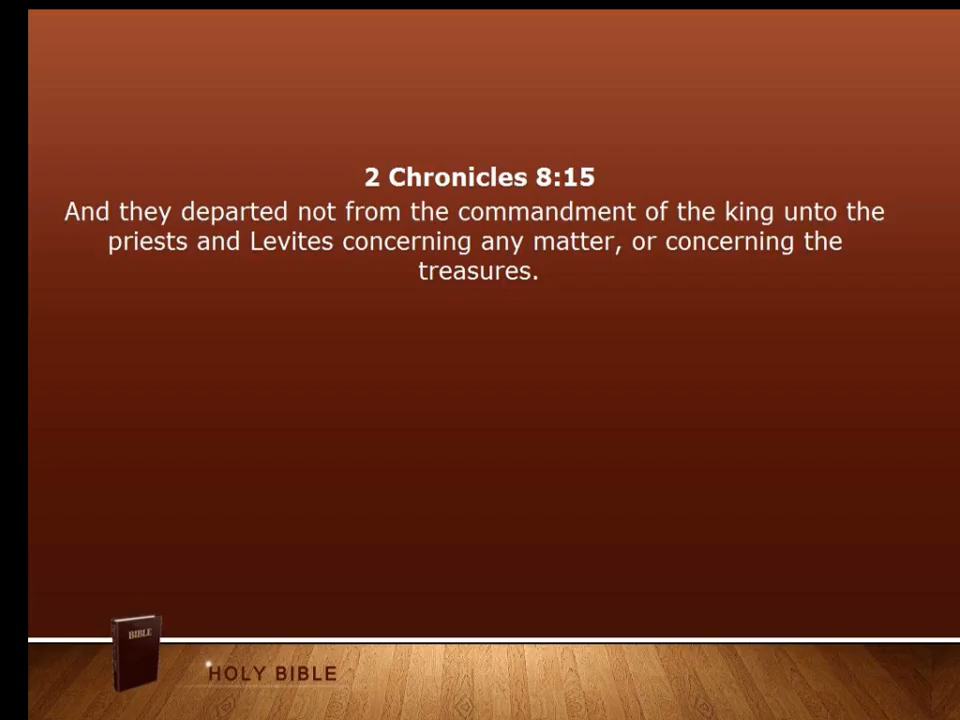 2 Chronicles 8:15
And they departed not from the commandment of the king unto the
priests and Levites concerning any matter, or concerning the
treasures.
BIBLE
HOLY BIBLE